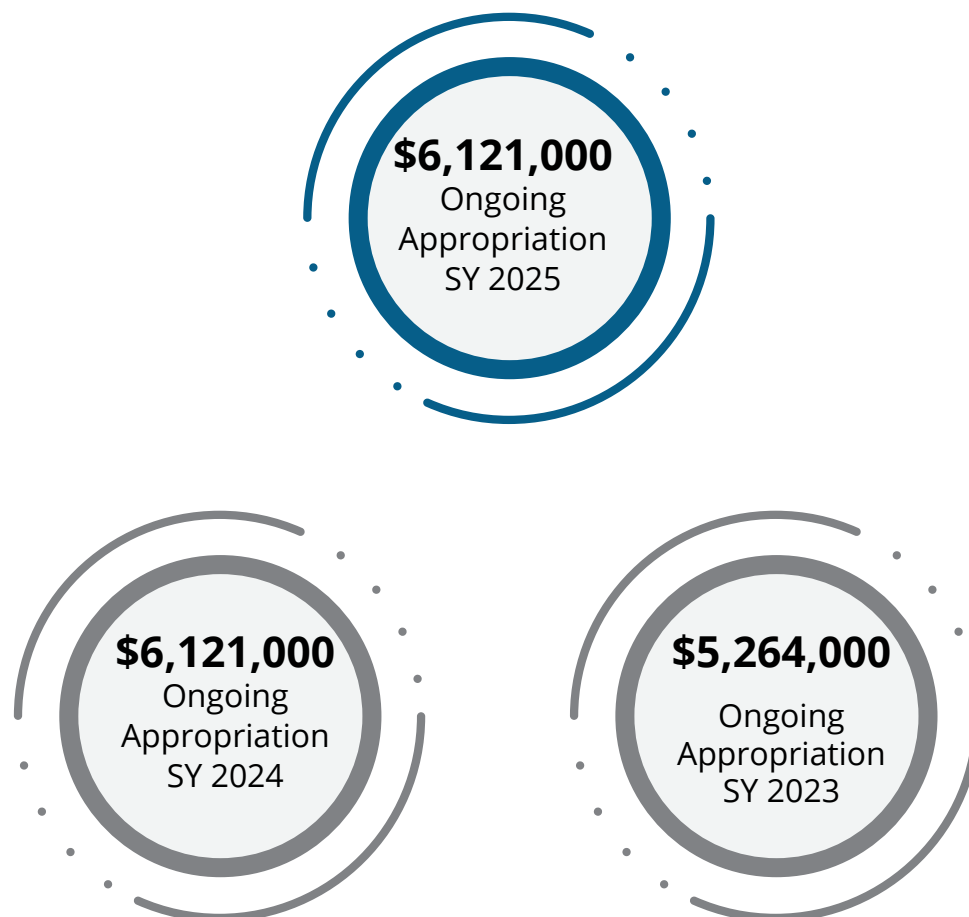 $6,121,000
Ongoing
Appropriation
SY 2025
$6,121,000
Ongoing
Appropriation
SY 2024
$5,264,000
Ongoing
Appropriation
SY 2023